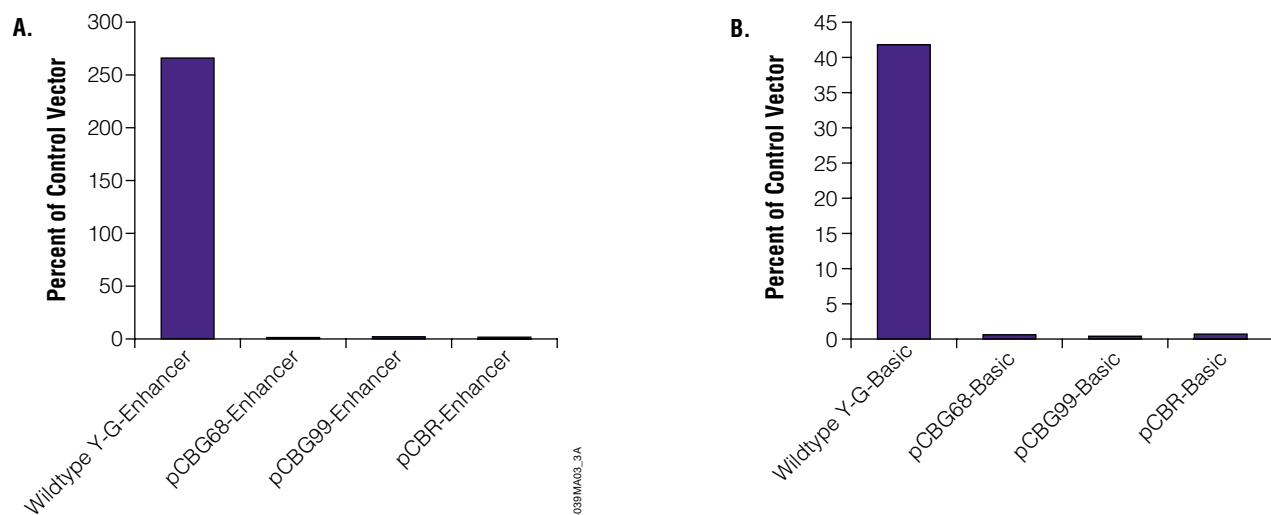 A.
Percent of Control Vector
300
250
200
150
100
50
0
Wildtype Y-G-Enhancer
pCBG68-Enhancer
pCBG99-Enhancer
pCBR-Enhancer
039MA03_3A
B.
Percent of Control Vector
45
40
35
30
25
20
15
10
5
0
Wildtype Y-G-Basic
pCBG68-Basic
pCBG99-Basic
pCBR-Basic